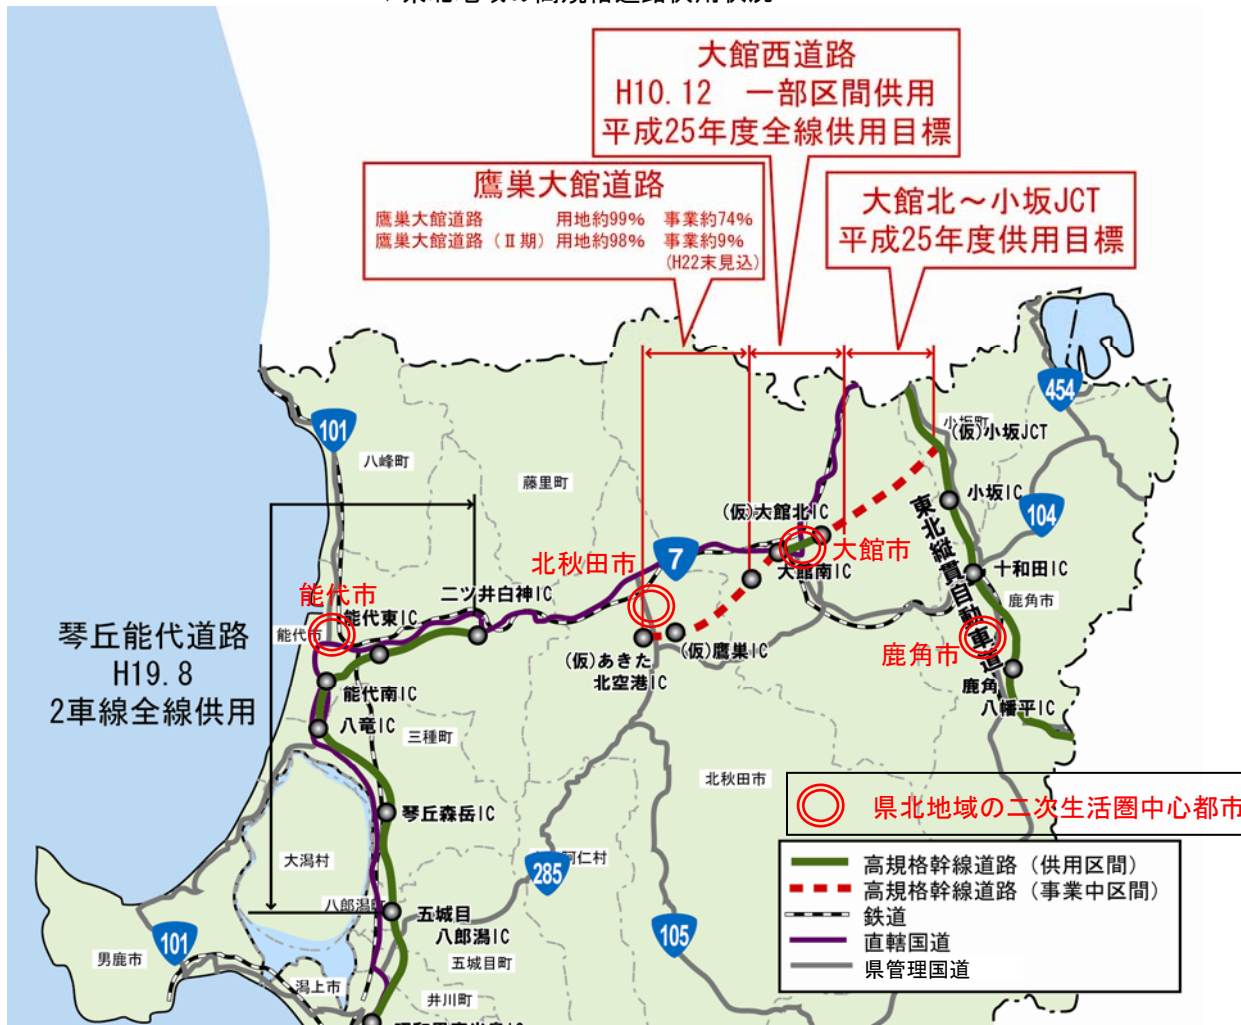 大館西道路
H10.12 一部区間供用
平成25年度全線供用目標
鷹巣大館道路
鷹巣大館道路 用地約99% 事業約74%
鷹巣大館道路（Ⅱ期）用地約98% 事業約9%
(H22末見込)
大館北～小坂JCT
平成25年度供用目標
454
101
八峰町
小坂町
(仮)小坂JCT
藤里町
小坂IC
104
(仮)大館北IC
大館市
北秋田市
7
大館南IC
東北縦貫自動車道
十和田IC
能代市
二ツ井白神IC
鹿角市
能代東IC
能代市
琴丘能代道路
H19.8
2車線全線供用
(仮)あきた
北空港IC
(仮)鷹巣IC
鹿角市
鹿角
八幡平IC
能代南IC
八竜IC
三種町
北秋田市
県北地域の二次生活圏中心都市
琴丘森岳IC
大潟村
阿仁村
285
高規格幹線道路（供用区間）
高規格幹線道路（事業中区間）
鉄道
直轄国道
県管理国道
八郎潟町
五城目
八郎潟IC
101
105
男鹿市
五城目町
潟上市
井川町